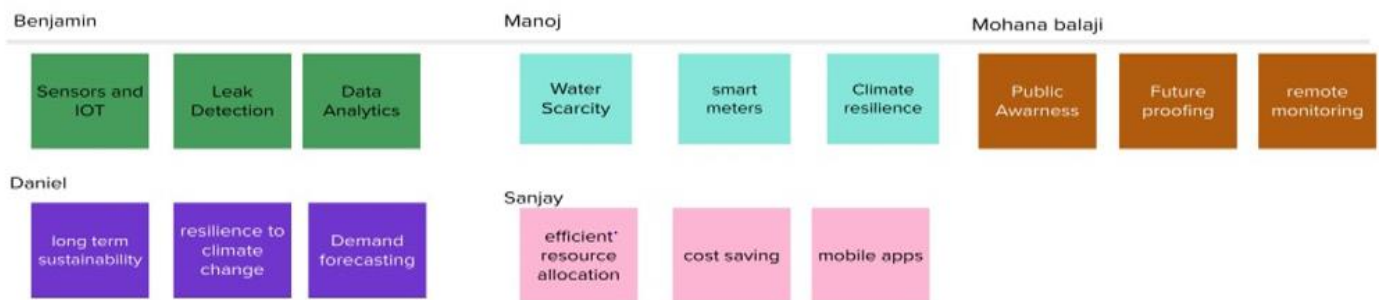 Benjamin
Sensors and
IOT
Leak
Detection
Data
Analytics
Manoj
Water
Scarcity
smart
meters
Climate
resilience
Mohana balaji
Public
Awarness
Future
proofing
remote
monitoring
Daniel
long term
sustainability
resilience to
climate
change
Demand
forecasting
Sanjay
efficient
resource
allocation
cost saving
mobile apps